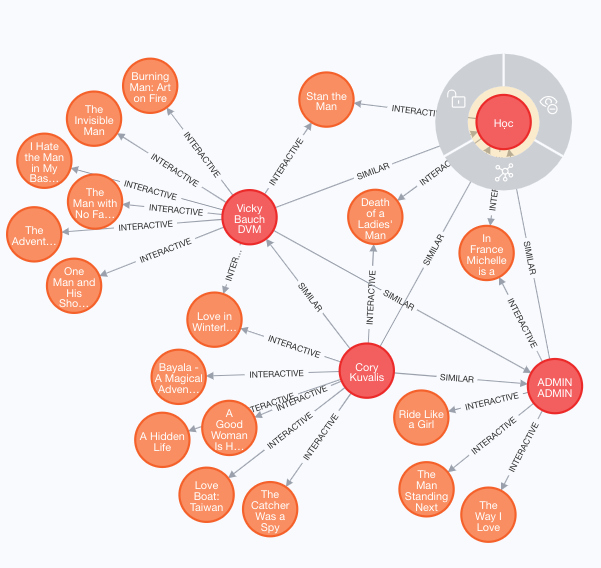 Burning
Man: Art
on Fire
Stan the
Man
The
Invisible
Man
Học
I Hate
the Man
in My
Bas...
The
Man with
No Fa...
Death
of a
Ladies'
Man
Vicky
Bauch
DVM
The
Advent...
In
France
Michelle
is a
One
Man and
His
Sho...
Love in
Winterl...
Cory
Kuvalis
Bayala -
A Magical
Adven...
ADMIN
ADMIN
Ride Like
a Girl
A
Good
Woman
Is H...
A Hidden
Life
Love
Boat:
Taiwan
The
Catcher
Was a
Spy
The
Man
Standing
Next
The
Way I
Love
INTERACTIVE
INTERACTIVE
INTERACTIVE
INTERACTIVE
INTERACTIVE
INTERACTIVE
INTERACTIVE
INTERACTI
INTERAC
INTER
INTER...
SIMILAR
SIMILAR
SIMILAR
SIMILAR
SIMILAR
SIMILAR
INTERACTIVE
INTERACTIVE
INTERACTIVE
INTERACTIVE
TERACTIVE
INTERACTIVE
INTERACTIVE
INTERACTIVE
INTERACTIVE
INTERACTIVE
INTERACTIVE
INTERACTIVE